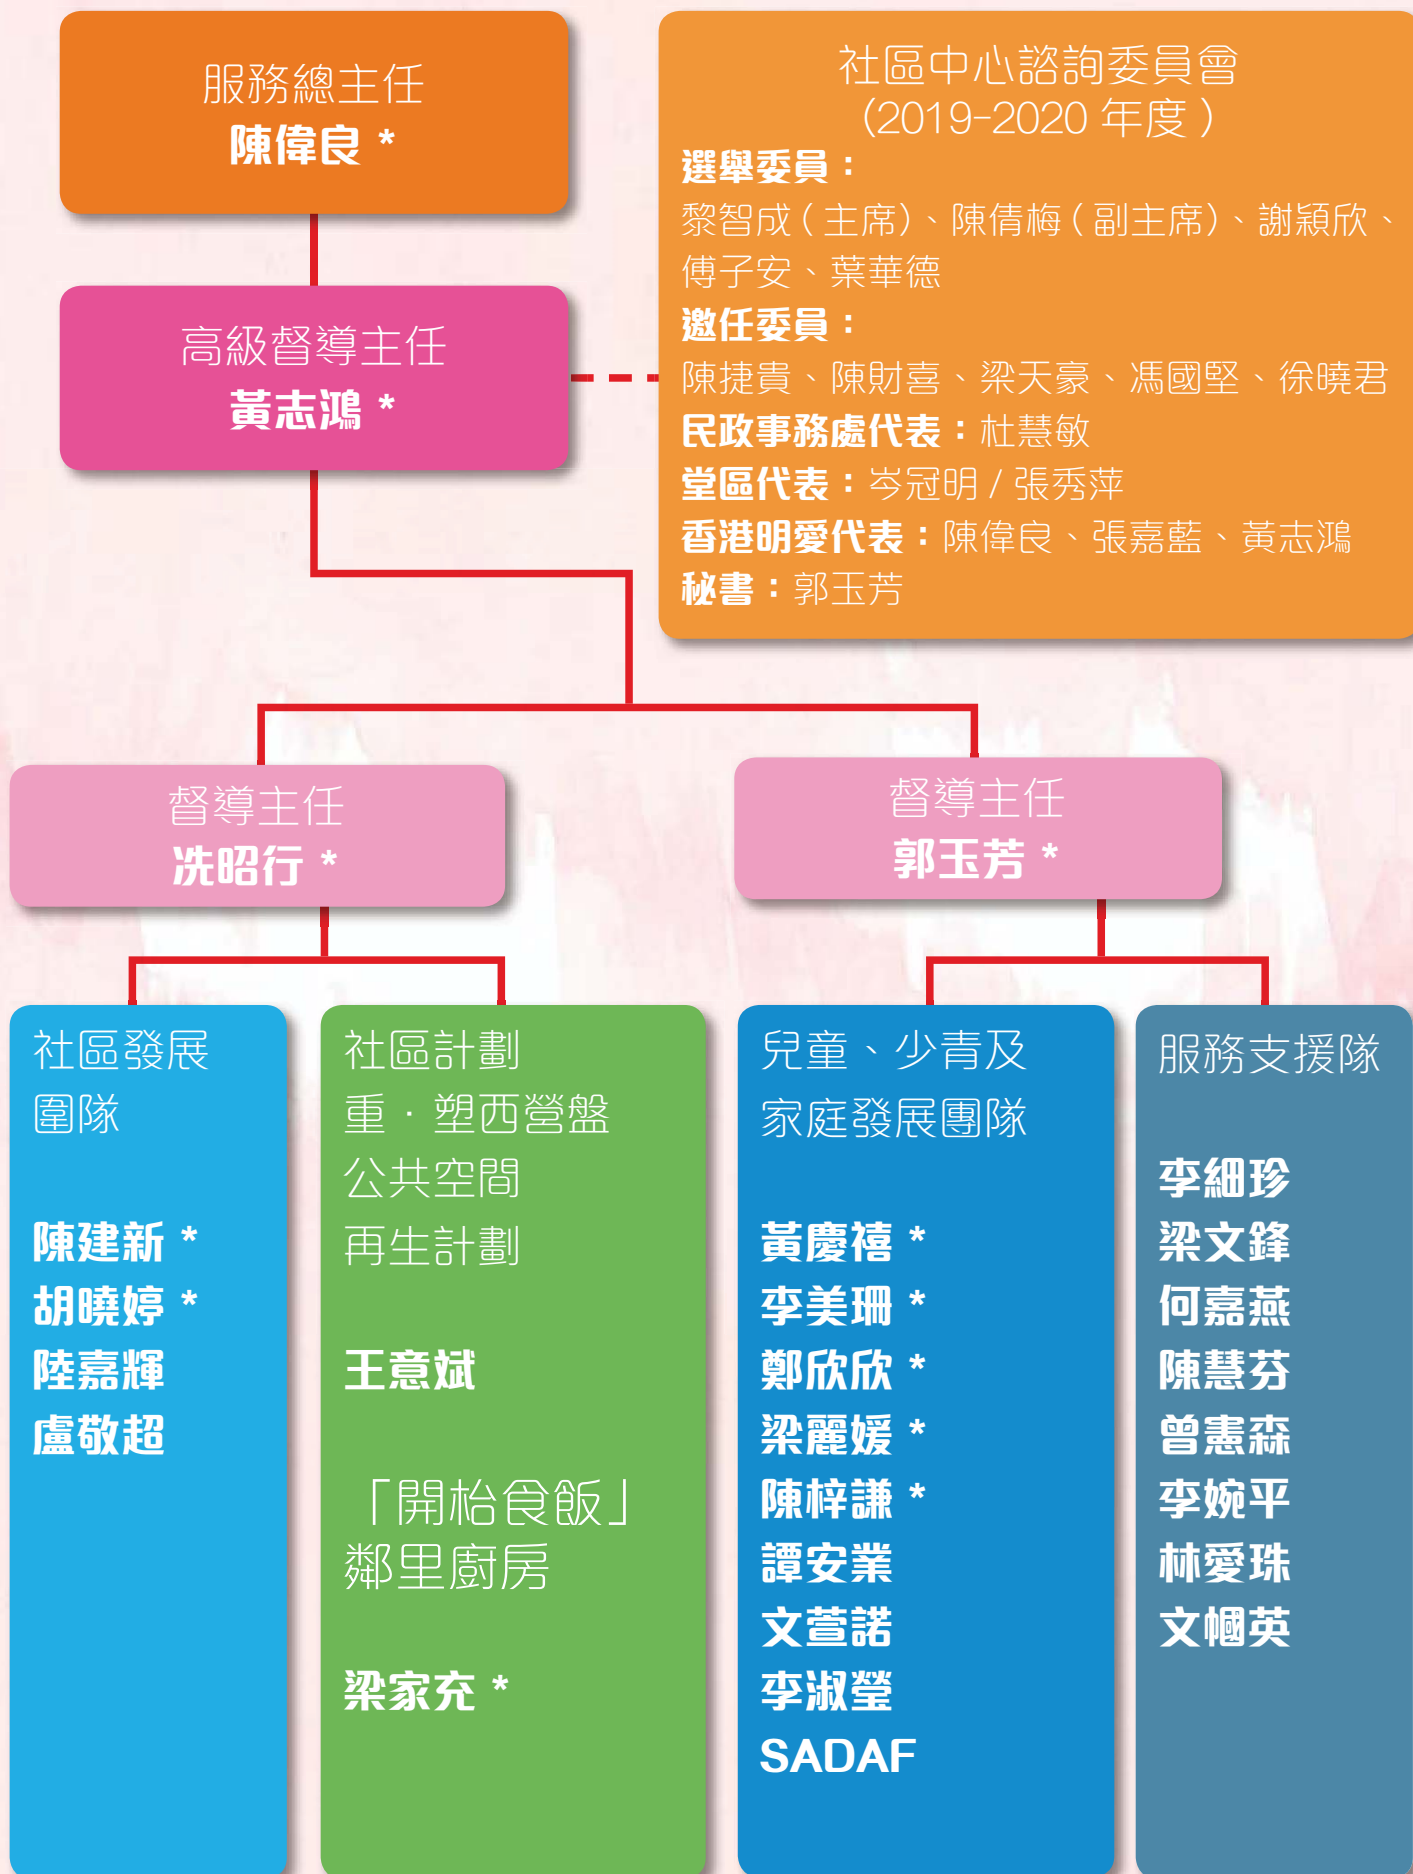 服務總主任
陳偉良 *
社區中心諮詢委員會
(2019-2020 年度 )
選舉委員：
黎智成 ( 主席)、陳倩梅 ( 副主席)、謝穎欣、
傅子安、葉華德
邀任委員：
陳捷貴、陳財喜、梁天豪、馮國堅、徐曉君
民政事務處代表：杜慧敏
堂區代表：岑冠明 / 張秀萍
香港明愛代表：陳偉良、張嘉藍、黃志鴻
秘書：郭玉芳
高級督導主任
黃志鴻 *
督導主任
冼昭行 *
督導主任
郭玉芳 *
社區發展
團隊
陳建新 *
胡曉婷 *
陸嘉輝
盧敬超
社區計劃
重．塑西營盤
公共空間
再生計劃
王意斌
「開枱食飯」
鄰里廚房
梁家充 *
兒童、少青及
家庭發展團隊
黃慶禧 *
李美珊 *
鄭欣欣 *
梁麗媛 *
陳梓謙 *
譚安業
文萱諾
李淑瑩
SADAF
服務支援隊
李細珍
梁文鋒
何嘉燕
陳慧芬
曾憲森
李婉平
林愛珠
文幗英